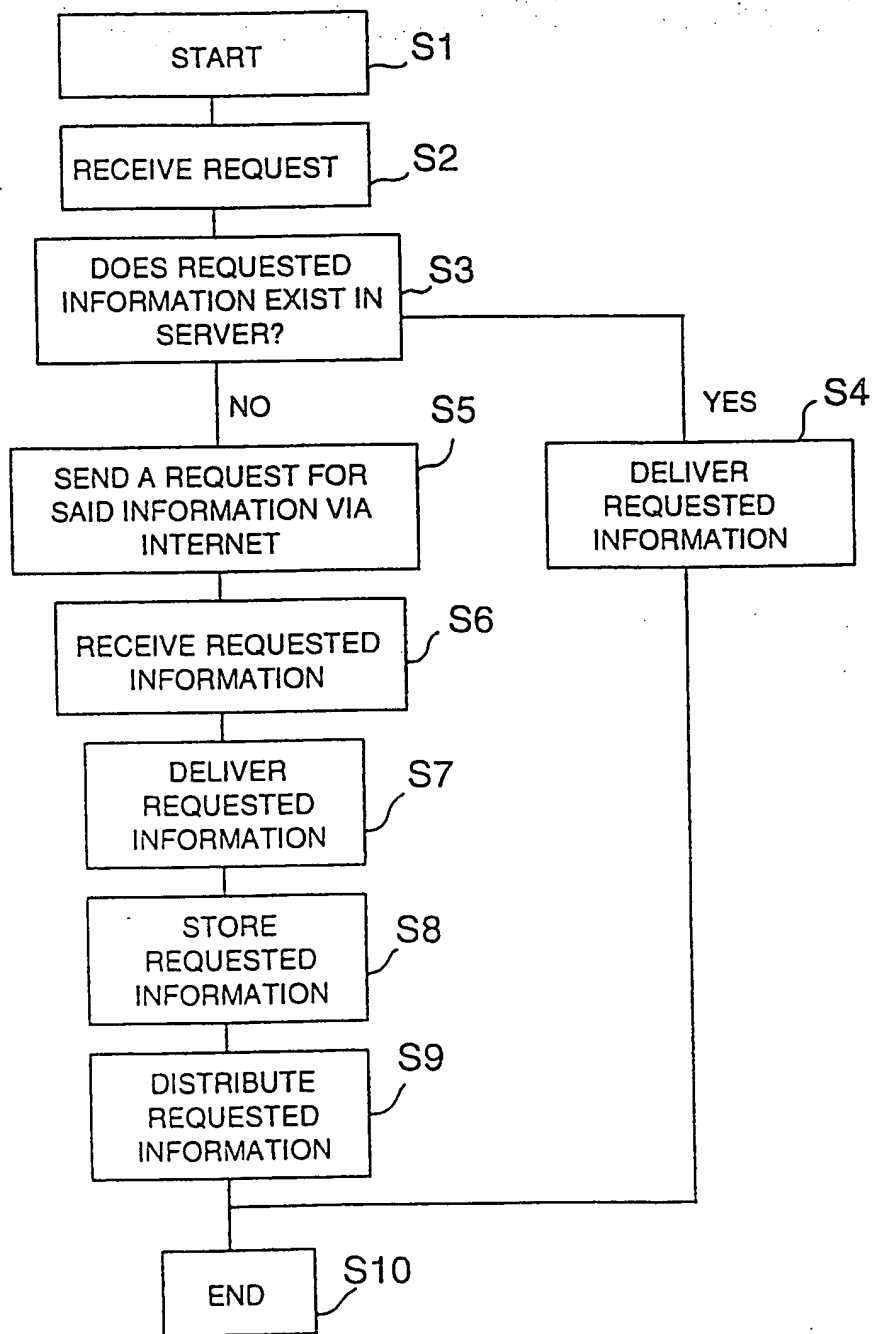 START
S1
RECEIVE REQUEST
S2
DOES REQUESTED
INFORMATION EXIST IN
SERVER?
S3
NO
YES
S4
DELIVER
REQUESTED
INFORMATION
S5
SEND A REQUEST FOR
SAID INFORMATION VIA
INTERNET
S6
RECEIVE REQUESTED
INFORMATION
DELIVER
REQUESTED
INFORMATION
S7
STORE
REQUESTED
INFORMATION
S8
DISTRIBUTE
REQUESTED
INFORMATION
S9
END
S10